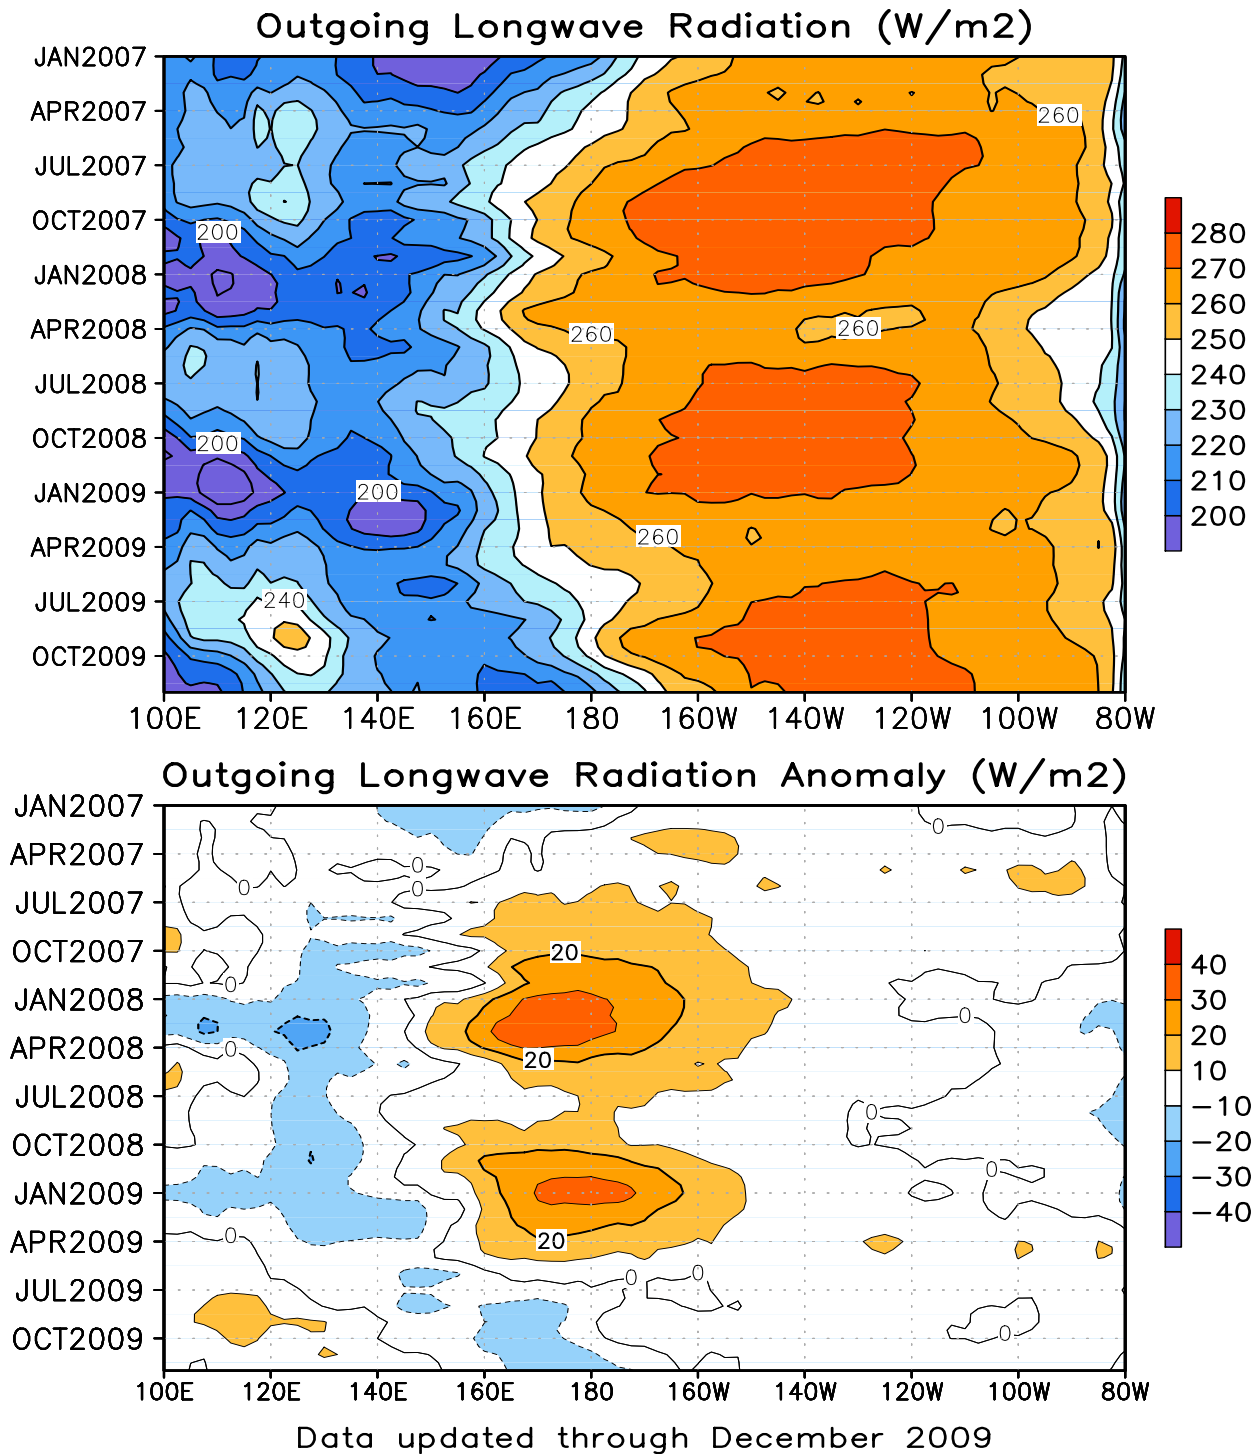 Outgoing Longwave Radiation (W/m2)
JAN2007
APR2007
260
JUL2007
OCT2007
200
280
JAN2008
270
260
APR2008
260
260
250
240
JUL2008
230
OCT2008
200
220
210
JAN2009
200
200
APR2009
260
JUL2009
240
OCT2009
100E 120E 140E 160E 180 160W 140W 120W 100W 80W
Outgoing Longwave Radiation Anomaly (W/m2)
JAN2007
0
APR2007
0
0
0
JUL2007
OCT2007
20
40
0
JAN2008
30
0
20
APR2008
0
20
10
JUL2008
-10
0
OCT2008
-20
0
-30
JAN2009
-40
0
20
APR2009
0
0
JUL2009
OCT2009
0
100E 120E 140E 160E 180 160W 140W 120W 100W 80W
Data updated through December 2009